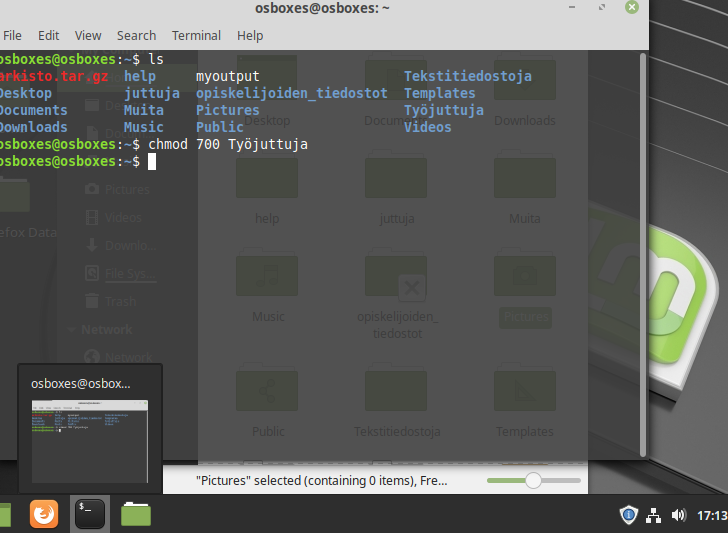 osboxes@osboxes: ~
File Edit View Search Terminal Help
osboxes@osboxes:~$ ls
arkisto.tar.gz help myoutput Tekstitiedostoja
Desktop juttuja opiskelijoiden_tiedostot Templates
Documents Muita Pictures Työjuttuja
Downloads Music Public Videos
osboxes@osboxes:~$ chmod 700 Työjuttuja
osboxes@osboxes:~$
Desktop
Downloads
Pictures
Videos
Downlo...
File Sys...
Trash
Network
Network
efox Data
help juttuja Muita
Music opiskelijoiden_
tiedostot Pictures
Public Tekstitiedostoja Templates
osboxes@osbox...
"Pictures" selected (containing 0 items), Fre...
17:13